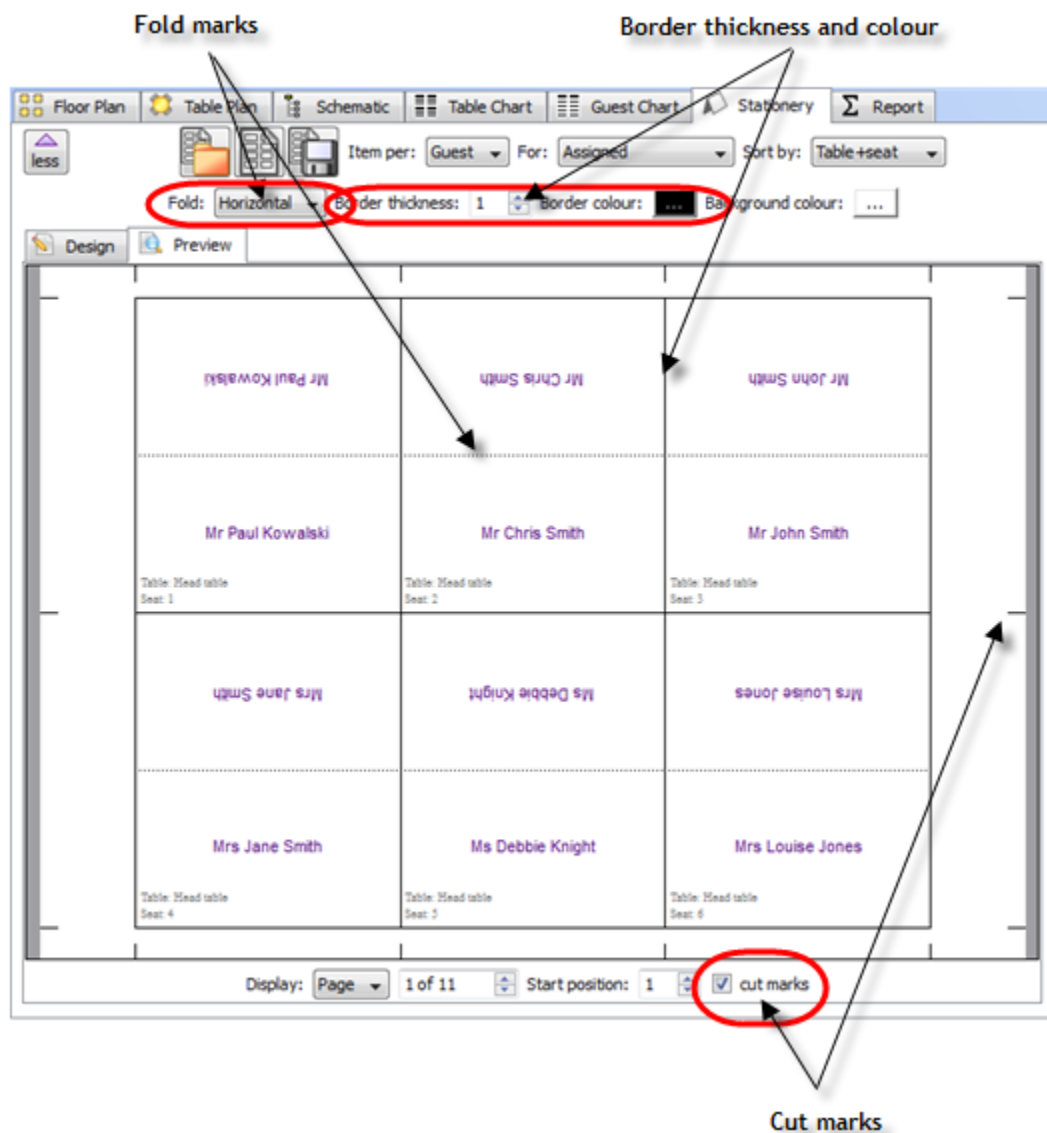 Fold marks
Border thickness and colour
Floor Plan Table Plan Schematic Table Chart Guest Chart Stationery Σ Report
less Item per: Guest For: Assigned Sort by: Table+seat
Fold: Horizontal Border thickness: 1 Border colour: ... Background colour: ...
Design Preview
Mr Paul Kowalski Mr Chris Smith Mr John Smith
Mr Paul Kowalski Mr Chris Smith Mr John Smith
Table: Head table Table: Head table Table: Head table
Seat: 1 Seat: 2 Seat: 3
Mrs Jane Smith Ms Debbie Knight Mrs Louise Jones
Mrs Jane Smith Ms Debbie Knight Mrs Louise Jones
Table: Head table Table: Head table Table: Head table
Seat: 4 Seat: 5 Seat: 6
Display: Page 1 of 11 Start position: 1 cut marks
Cut marks